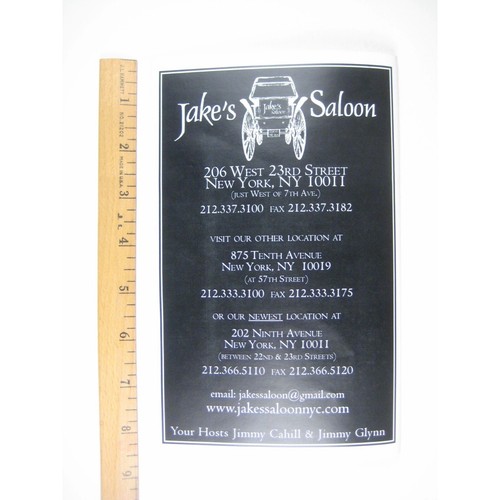 Jake's Saloon
Jake's
saloon
206 West 23rd Street
New York, NY 10011
(just West of 7th Ave.)
212.337.3100 fax 212.337.3182
visit our other location at
875 Tenth Avenue
New York, NY 10019
(at 57th Street)
212.333.3100 fax 212.333.3175
or our newest location at
202 Ninth Avenue
New York, NY 10011
(between 22nd & 23rd Streets)
212.366.5110 fax 212.366.5120
email: jakessaloon@gmail.com
www.jakessaloonnyc.com
Your Hosts Jimmy Cahill & Jimmy Glynn
1
2
3
MADE IN U.S.A.
4
5
6
7
8